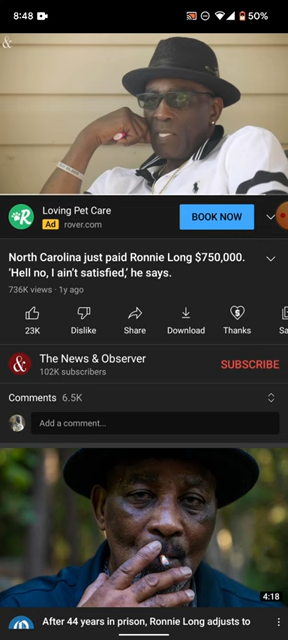 8:48
50%
&
Loving Pet Care
Ad rover.com
BOOK NOW
North Carolina just paid Ronnie Long $750,000.
'Hell no, I ain't satisfied,' he says.
736K views · 1y ago
23K
Dislike
Share
Download
Thanks
Sa
&
The News & Observer
102K subscribers
SUBSCRIBE
Comments 6.5K
Add a comment...
4:18
After 44 years in prison, Ronnie Long adjusts to